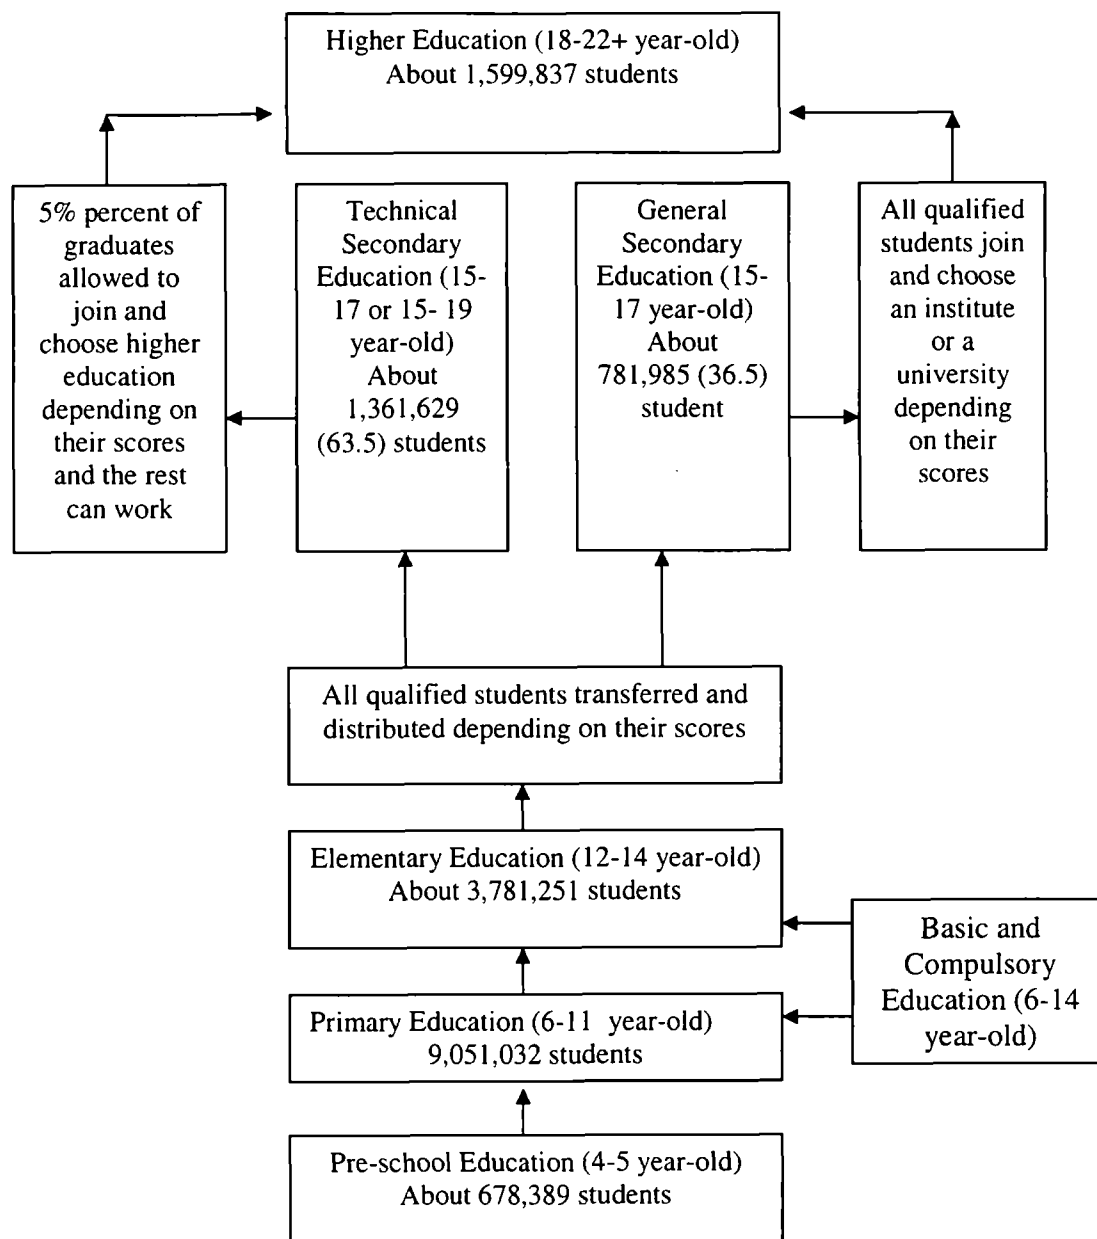 Higher Education (18-22+ year-old)
About 1,599,837 students
5% percent of
graduates
allowed to
join and
choose higher
education
depending on
their scores
and the rest
can work
Technical
Secondary
Education (15-
17 or 15- 19
year-old)
About
1,361,629
(63.5) students
General
Secondary
Education (15-
17 year-old)
About
781,985 (36.5)
student
All qualified
students join
and choose
an institute
or a
university
depending
on their
scores
All qualified students transferred and
distributed depending on their scores
Elementary Education (12-14 year-old)
About 3,781,251 students
Basic and
Compulsory
Education (6-14
year-old)
Primary Education (6-11 year-old)
9,051,032 students
Pre-school Education (4-5 year-old)
About 678,389 students